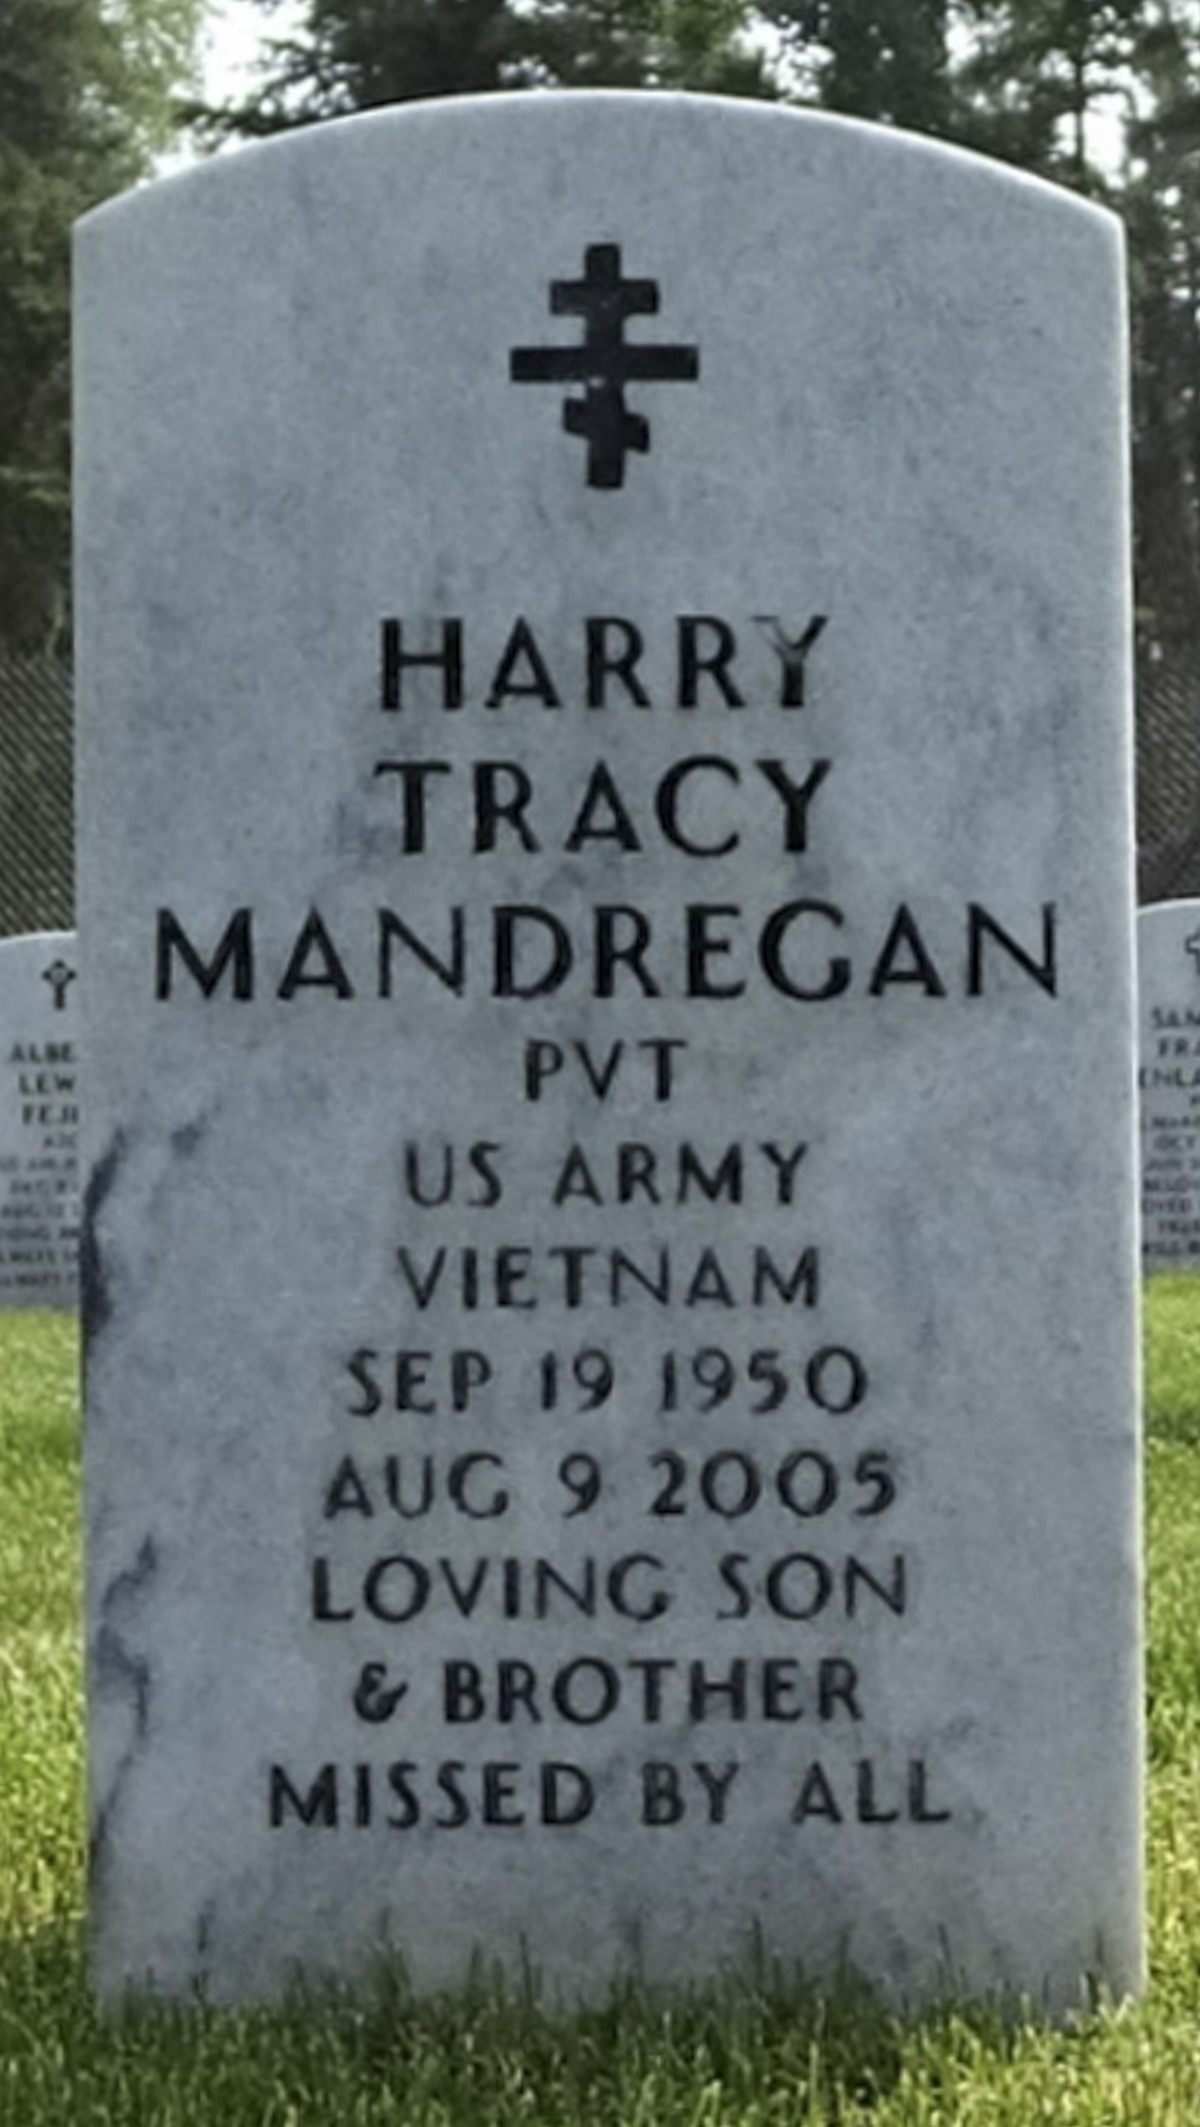 HARRY
TRACY
MANDREGAN
PVT
US ARMY
VIETNAM
SEP 19 1950
AUG 9 2005
LOVING SON
& BROTHER
MISSED BY ALL